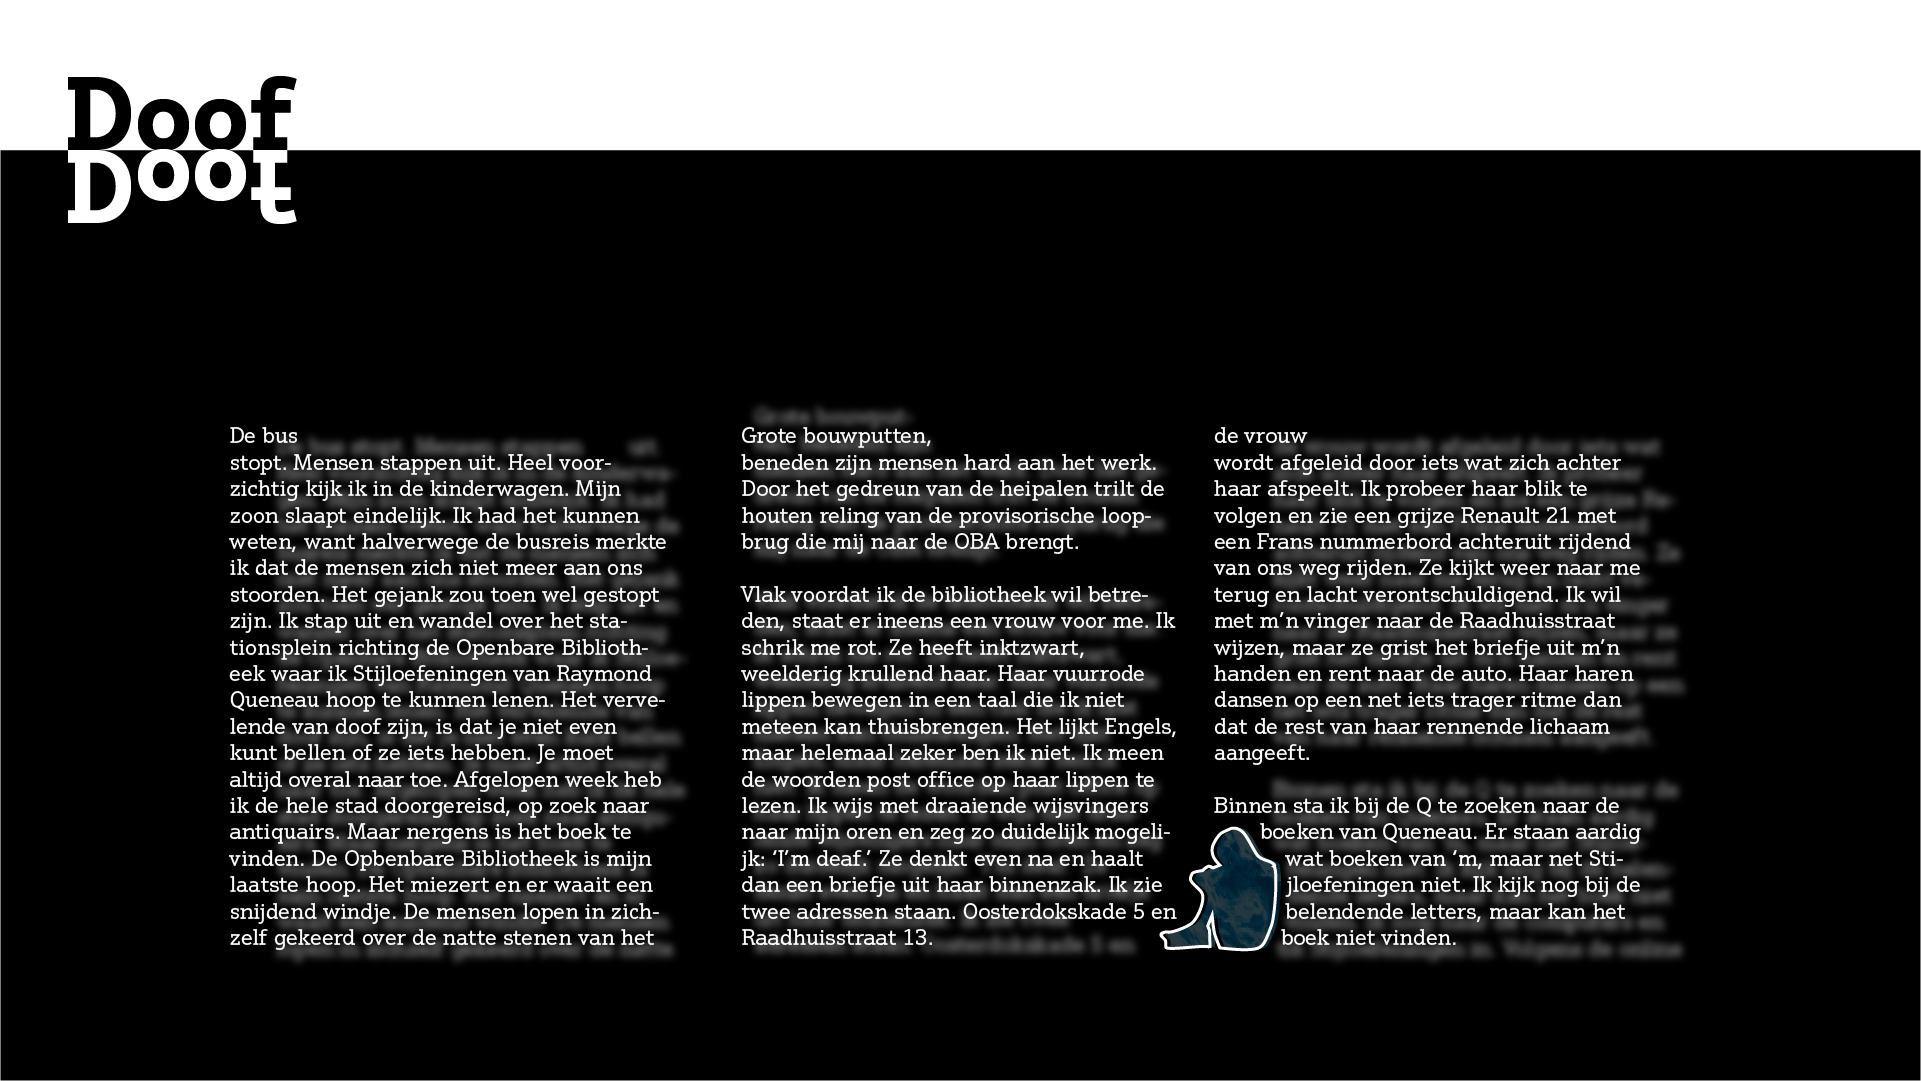 Doof
De bus
stopt. Mensen stappen uit. Heel voor-
zichtig kijk ik in de kinderwagen. Mijn
zoon slaapt eindelijk. Ik had het kunnen
weten, want halverwege de busreis merkte
ik dat de mensen zich niet meer aan ons
stoorden. Het gejank zou toen wel gestopt
zijn. Ik stap uit en wandel over het sta-
tionsplein richting de Openbare Biblioth-
eek waar ik Stijloefeningen van Raymond
Queneau hoop te kunnen lenen. Het verve-
lende van doof zijn, is dat je niet even
kunt bellen of ze iets hebben. Je moet
altijd overal naar toe. Afgelopen week heb
ik de hele stad doorgereisd, op zoek naar
antiquairs. Maar nergens is het boek te
vinden. De Opbenbare Bibliotheek is mijn
laatste hoop. Het miezert en er waait een
snijdend windje. De mensen lopen in zich-
zelf gekeerd over de natte stenen van het
Grote bouwputten,
beneden zijn mensen hard aan het werk.
Door het gedreun van de heipalen trilt de
houten reling van de provisorische loop-
brug die mij naar de OBA brengt.
Vlak voordat ik de bibliotheek wil betre-
den, staat er ineens een vrouw voor me. Ik
schrik me rot. Ze heeft inktzwart,
weelderig krullend haar. Haar vuurrode
lippen bewegen in een taal die ik niet
meteen kan thuisbrengen. Het lijkt Engels,
maar helemaal zeker ben ik niet. Ik meen
de woorden post office op haar lippen te
lezen. Ik wijs met draaiende wijsvingers
naar mijn oren en zeg zo duidelijk mogeli-
jk: ‘I’m deaf.’ Ze denkt even na en haalt
dan een briefje uit haar binnenzak. Ik zie
twee adressen staan. Oosterdokskade 5 en
Raadhuisstraat 13.
de vrouw
wordt afgeleid door iets wat zich achter
haar afspeelt. Ik probeer haar blik te
volgen en zie een grijze Renault 21 met
een Frans nummerbord achteruit rijdend
van ons weg rijden. Ze kijkt weer naar me
terug en lacht verontschuldigend. Ik wil
met m’n vinger naar de Raadhuisstraat
wijzen, maar ze grist het briefje uit m’n
handen en rent naar de auto. Haar haren
dansen op een net iets trager ritme dan
dat de rest van haar rennende lichaam
aangeeft.
Binnen sta ik bij de Q te zoeken naar de
boeken van Queneau. Er staan aardig
wat boeken van ‘m, maar net Sti-
jloefeningen niet. Ik kijk nog bij de
belendende letters, maar kan het
boek niet vinden.